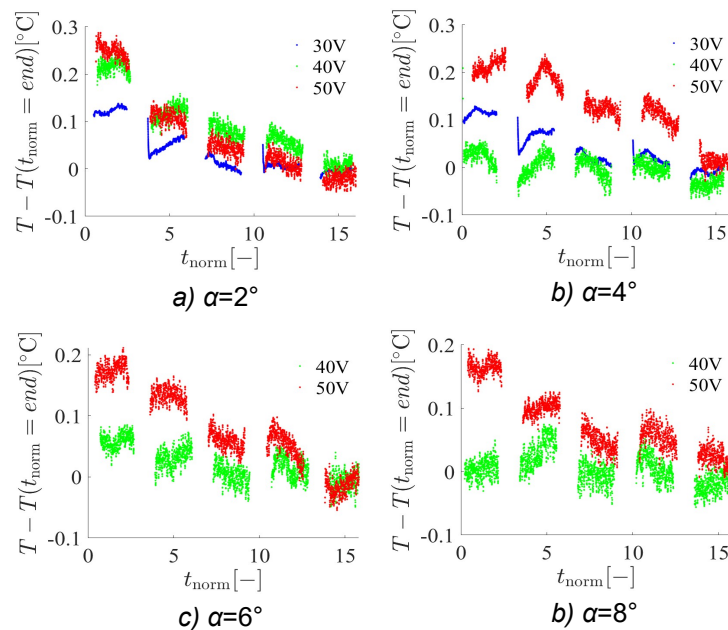 0.3
0.2
0.1
0
-0.1
T − T(t_norm = end)[°C]
30V
40V
50V
0
5
10
15
t_norm[−]
a) α=2°
0.3
0.2
0.1
0
-0.1
T − T(t_norm = end)[°C]
30V
40V
50V
0
5
10
15
t_norm[−]
b) α=4°
0.2
0.1
0
-0.1
T − T(t_norm = end)[°C]
40V
50V
0
5
10
15
t_norm[−]
c) α=6°
0.2
0.1
0
-0.1
T − T(t_norm = end)[°C]
40V
50V
0
5
10
15
t_norm[−]
b) α=8°